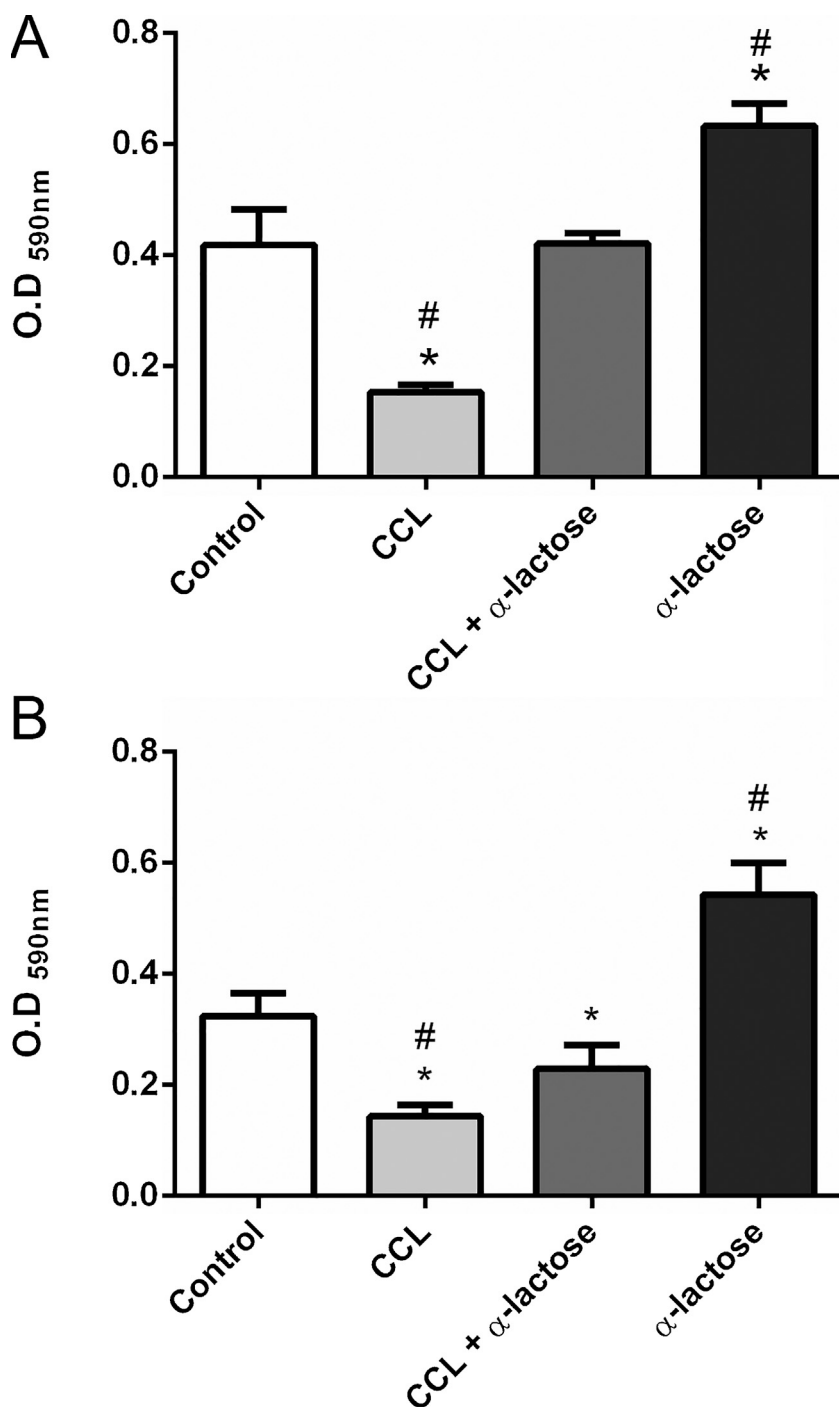 A
0.8
#
*
0.6
O.D 590nm
0.4
#
*
0.2
0.0
Control
CCL
CCL + α-lactose
α-lactose
B
0.8
#
*
0.6
O.D 590nm
0.4
#
*
*
0.2
0.0
Control
CCL
CCL + α-lactose
α-lactose